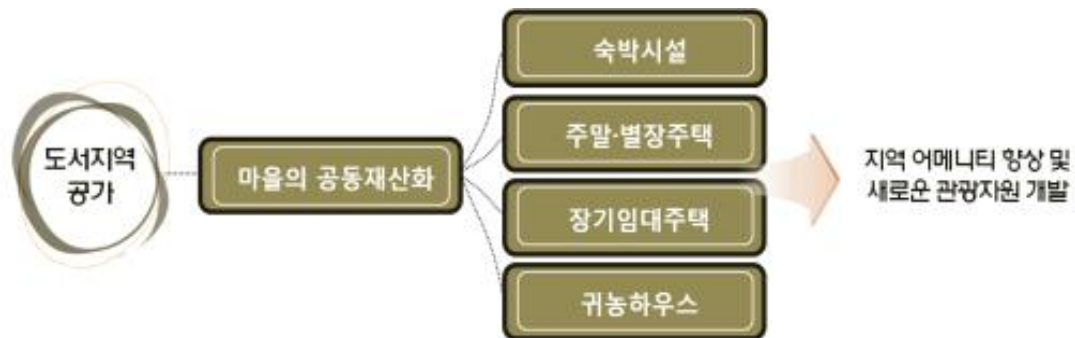 도서지역
공가
마을의 공동재산화
숙박시설
주말·별장주택
장기임대주택
귀농하우스
지역 어메니티 향상 및
새로운 관광자원 개발